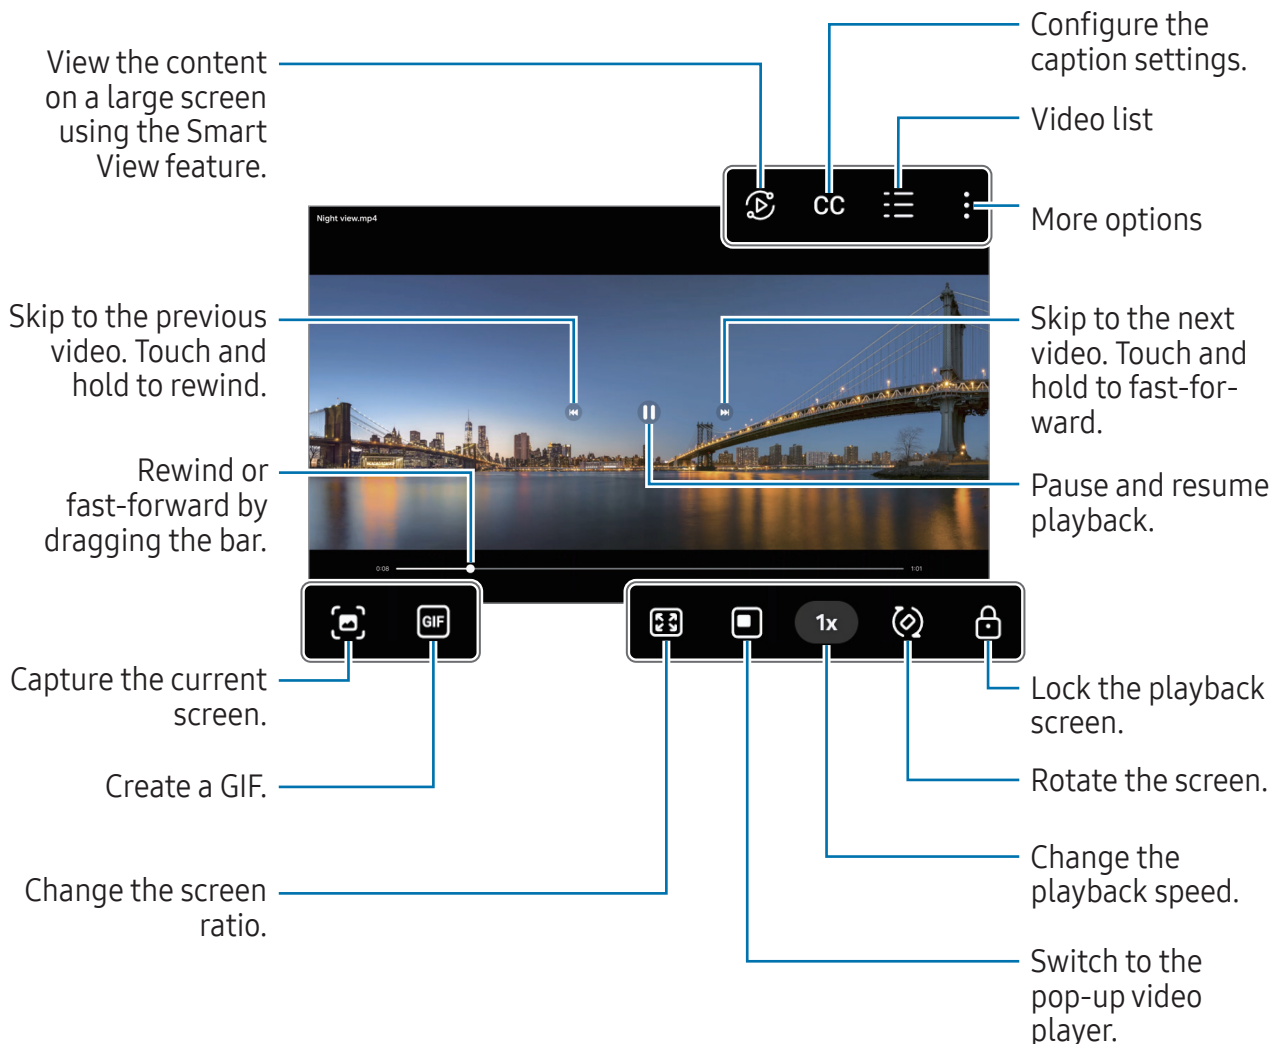 View the content
on a large screen
using the Smart
View feature.
Configure the
caption settings.
Video list
More options
CC
Night view.mp4
Skip to the previous
video. Touch and
hold to rewind.
Skip to the next
video. Touch and
hold to fast-for-
ward.
Rewind or
fast-forward by
dragging the bar.
Pause and resume
playback.
0:08
1:01
GIF
1x
Capture the current
screen.
Create a GIF.
Change the screen
ratio.
Lock the playback
screen.
Rotate the screen.
Change the
playback speed.
Switch to the
pop-up video
player.